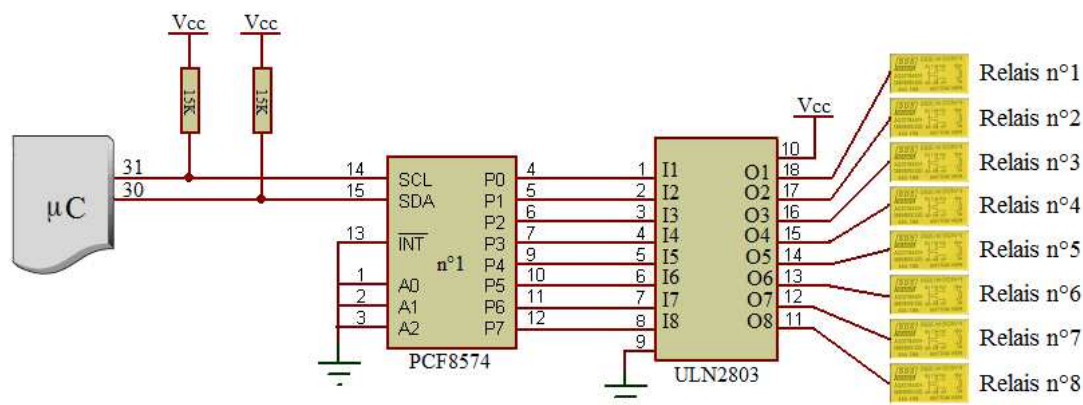 Vcc Vcc
15K 15K
µC
31
30
14 SCL P0 4
15 SDA P1 5
P2 6
13 INT P3 7
n°1 P4 9
1 A0 P5 10
2 A1 P6 11
3 A2 P7 12
PCF8574
Vcc
10
1 I1 O1 18
2 I2 O2 17
3 I3 O3 16
4 I4 O4 15
5 I5 O5 14
6 I6 O6 13
7 I7 O7 12
8 I8 O8 11
9
ULN2803
Relais n°1
Relais n°2
Relais n°3
Relais n°4
Relais n°5
Relais n°6
Relais n°7
Relais n°8